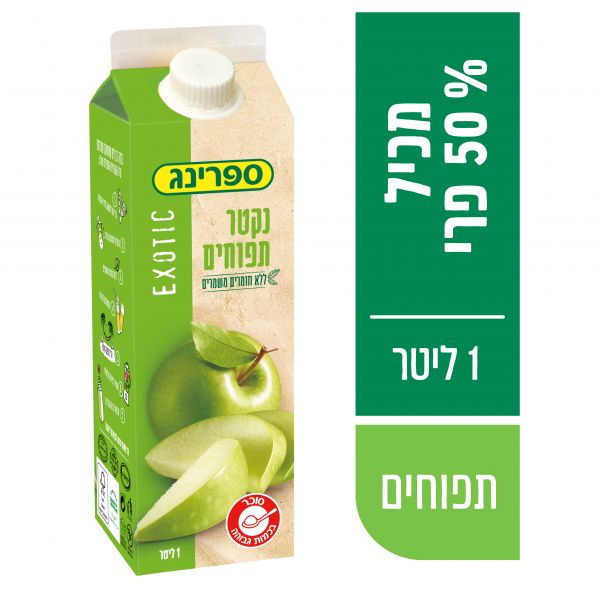 ספרינג
EXOTIC
נקטר
תפוחים
ללא חומרים משמרים
סוכר
בכמות גבוהה
1 ליטר
מכיל
50% פרי
1 ליטר
תפוחים